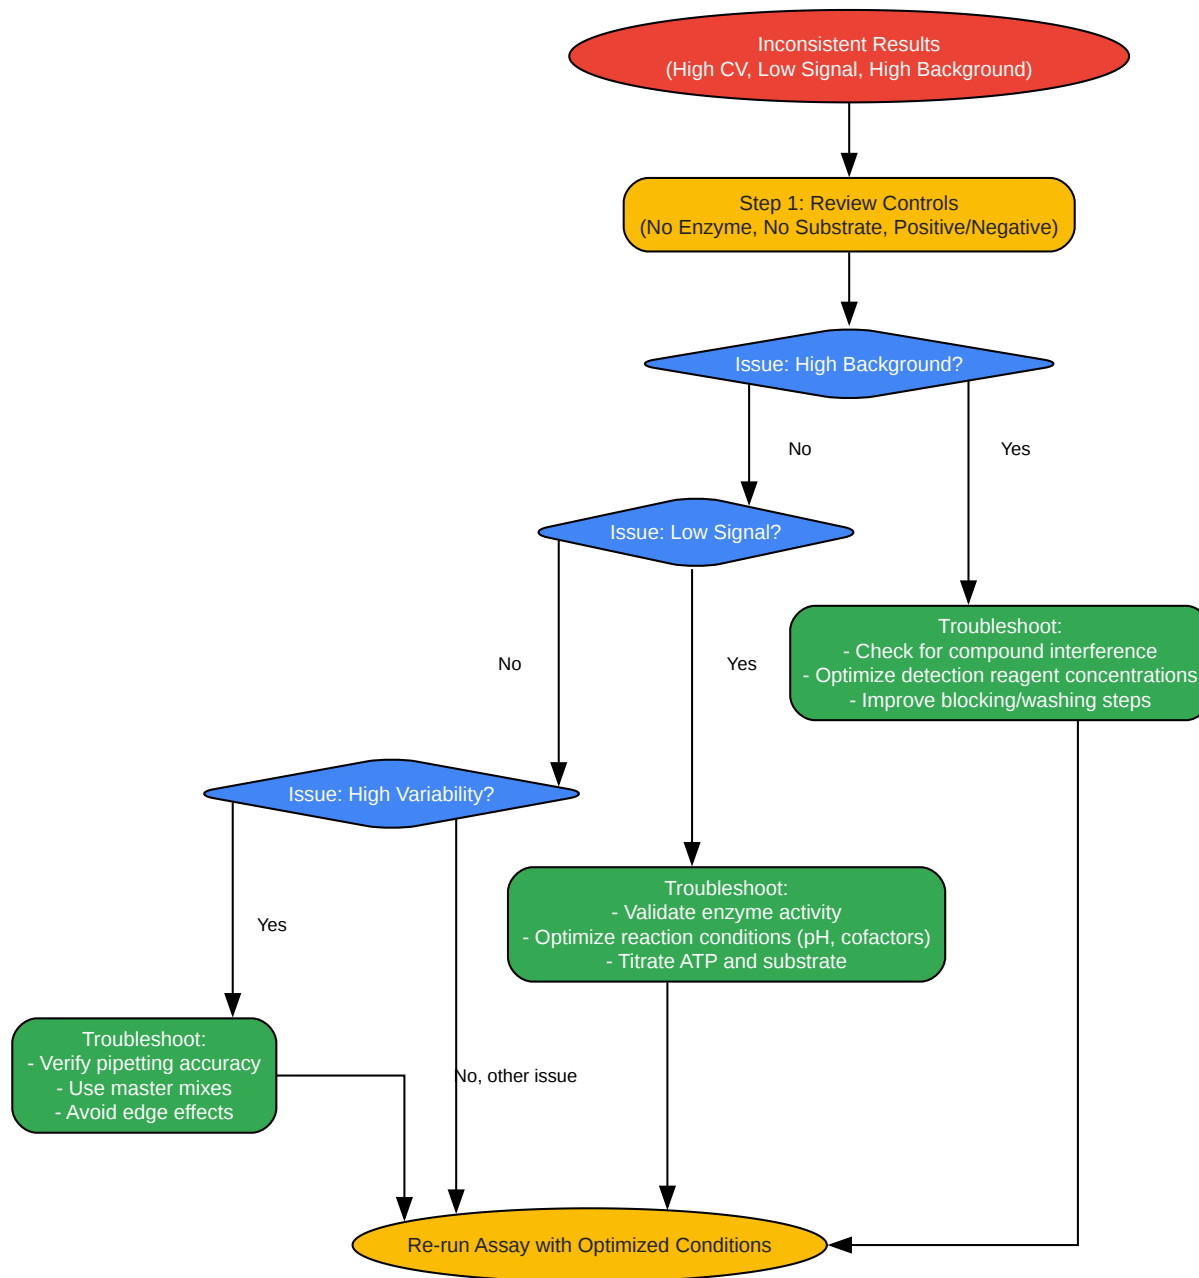 Inconsistent Results
(High CV, Low Signal, High Background)
Step 1: Review Controls
(No Enzyme, No Substrate, Positive/Negative)
Issue: High Background?
No
Yes
Issue: Low Signal?
No
Yes
Troubleshoot:
- Check for compound interference
- Optimize detection reagent concentrations
- Improve blocking/washing steps
Issue: High Variability?
Yes
No, other issue
Troubleshoot:
- Validate enzyme activity
- Optimize reaction conditions (pH, cofactors)
- Titrate ATP and substrate
Troubleshoot:
- Verify pipetting accuracy
- Use master mixes
- Avoid edge effects
Re-run Assay with Optimized Conditions